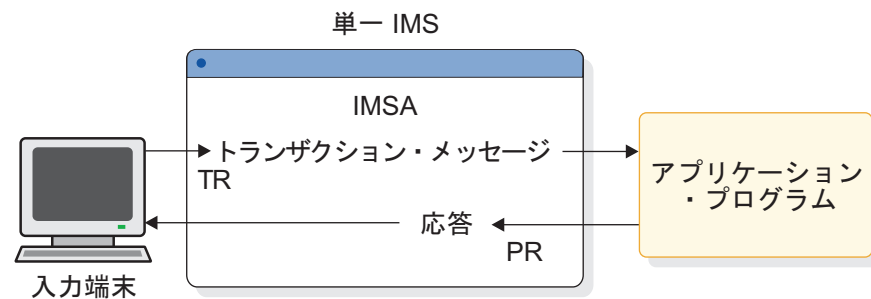 単一 IMS
IMSA
トランザクション・メッセージ
TR
アプリケーション
・プログラム
応答
PR
入力端末